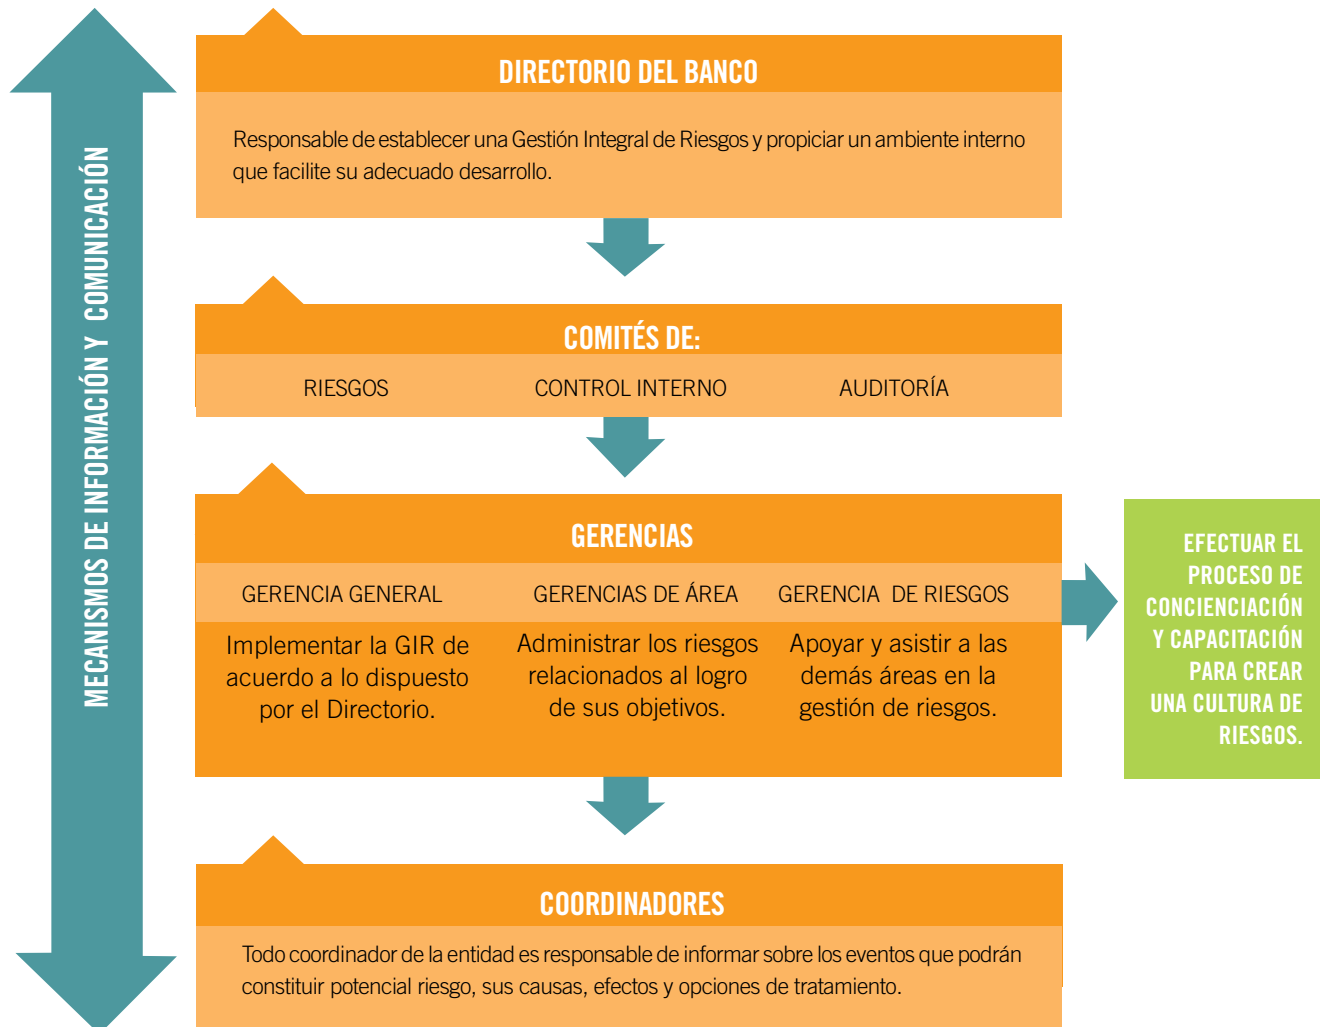 MECANISMOS DE INFORMACIÓN Y COMUNICACIÓN
DIRECTORIO DEL BANCO
Responsable de establecer una Gestión Integral de Riesgos y propiciar un ambiente interno
que facilite su adecuado desarrollo.
COMITÉS DE:
RIESGOS
CONTROL INTERNO
AUDITORÍA
GERENCIAS
GERENCIA GENERAL
Implementar la GIR de
acuerdo a lo dispuesto
por el Directorio.
GERENCIAS DE ÁREA
Administrar los riesgos
relacionados al logro
de sus objetivos.
GERENCIA DE RIESGOS
Apoyar y asistir a las
demás áreas en la
gestión de riesgos.
EFECTUAR EL
PROCESO DE
CONCIENCIACIÓN
Y CAPACITACIÓN
PARA CREAR
UNA CULTURA DE
RIESGOS.
COORDINADORES
Todo coordinador de la entidad es responsable de informar sobre los eventos que podrán
constituir potencial riesgo, sus causas, efectos y opciones de tratamiento.